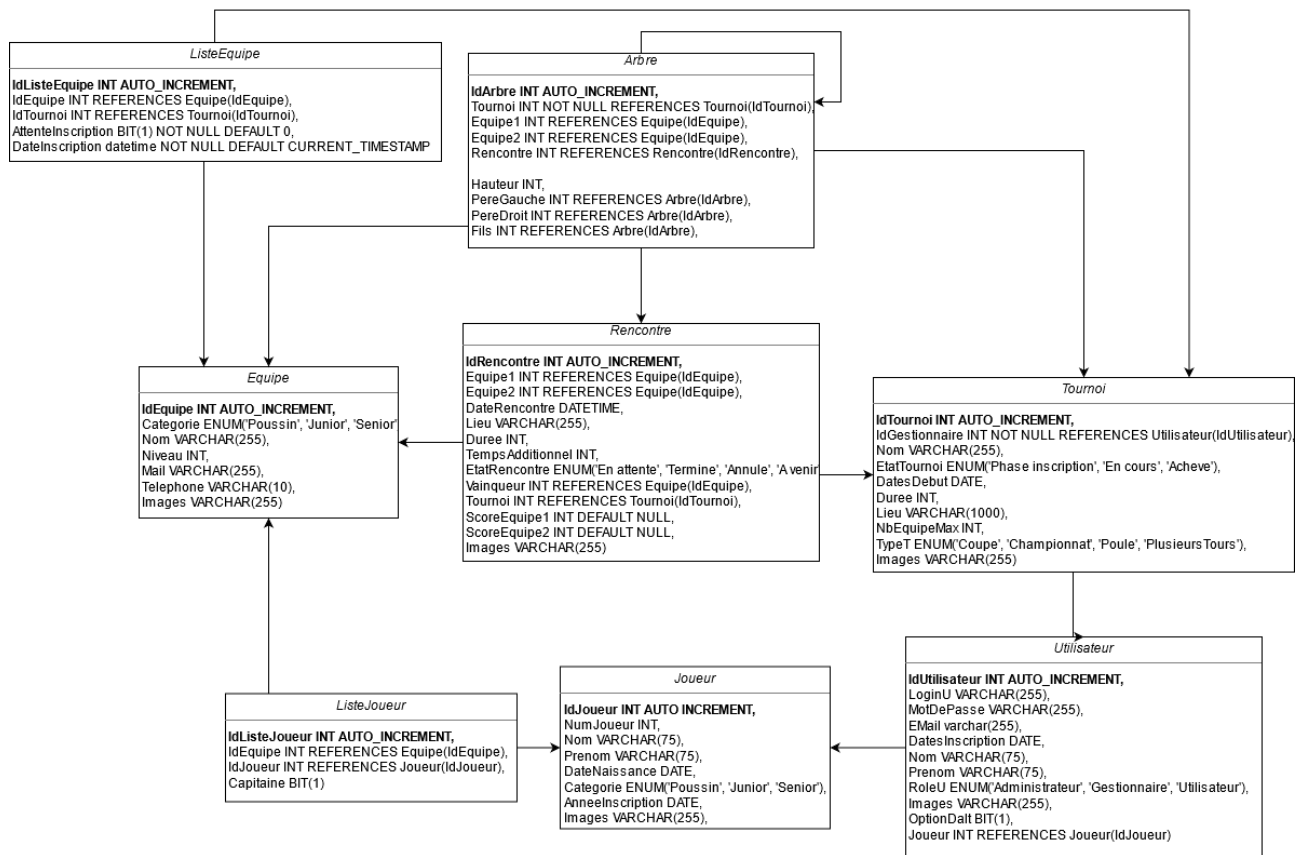 ListeEquipe
IdListeEquipe INT AUTO_INCREMENT,
IdEquipe INT REFERENCES Equipe(IdEquipe),
IdTournoi INT REFERENCES Tournoi(IdTournoi),
AttenteInscription BIT(1) NOT NULL DEFAULT 0,
DateInscription datetime NOT NULL DEFAULT CURRENT_TIMESTAMP
Arbre
IdArbre INT AUTO_INCREMENT,
Tournoi INT NOT NULL REFERENCES Tournoi(IdTournoi),
Equipe1 INT REFERENCES Equipe(IdEquipe),
Equipe2 INT REFERENCES Equipe(IdEquipe),
Rencontre INT REFERENCES Rencontre(IdRencontre),
Hauteur INT,
PereGauche INT REFERENCES Arbre(IdArbre),
PereDroit INT REFERENCES Arbre(IdArbre),
Fils INT REFERENCES Arbre(IdArbre),
Equipe
IdEquipe INT AUTO_INCREMENT,
Categorie ENUM('Poussin', 'Junior', 'Senior'
Nom VARCHAR(255),
Niveau INT,
Mail VARCHAR(255),
Telephone VARCHAR(10),
Images VARCHAR(255)
Rencontre
IdRencontre INT AUTO_INCREMENT,
Equipe1 INT REFERENCES Equipe(IdEquipe),
Equipe2 INT REFERENCES Equipe(IdEquipe),
DateRencontre DATETIME,
Lieu VARCHAR(255),
Duree INT,
TempsAdditionnel INT,
EtatRencontre ENUM('En attente', 'Termine', 'Annule', 'A venir'
Vainqueur INT REFERENCES Equipe(IdEquipe),
Tournoi INT REFERENCES Tournoi(IdTournoi),
ScoreEquipe1 INT DEFAULT NULL,
ScoreEquipe2 INT DEFAULT NULL,
Images VARCHAR(255)
Tournoi
IdTournoi INT AUTO_INCREMENT,
IdGestionnaire INT NOT NULL REFERENCES Utilisateur(IdUtilisateur),
Nom VARCHAR(255),
EtatTournoi ENUM('Phase inscription', 'En cours', 'Acheve'),
DatesDebut DATE,
Duree INT,
Lieu VARCHAR(1000),
NbEquipeMax INT,
TypeT ENUM('Coupe', 'Championnat', 'Poule', 'PlusieursTours'),
Images VARCHAR(255)
ListeJoueur
IdListeJoueur INT AUTO_INCREMENT,
IdEquipe INT REFERENCES Equipe(IdEquipe),
IdJoueur INT REFERENCES Joueur(IdJoueur),
Capitaine BIT(1)
Joueur
IdJoueur INT AUTO INCREMENT,
NumJoueur INT,
Nom VARCHAR(75),
Prenom VARCHAR(75),
DateNaissance DATE,
Categorie ENUM('Poussin', 'Junior', 'Senior'),
AnneeInscription DATE,
Images VARCHAR(255),
Utilisateur
IdUtilisateur INT AUTO_INCREMENT,
LoginU VARCHAR(255),
MotDePasse VARCHAR(255),
EMail varchar(255),
DatesInscription DATE,
Nom VARCHAR(75),
Prenom VARCHAR(75),
RoleU ENUM('Administrateur', 'Gestionnaire', 'Utilisateur'),
Images VARCHAR(255),
OptionDalt BIT(1),
Joueur INT REFERENCES Joueur(IdJoueur)